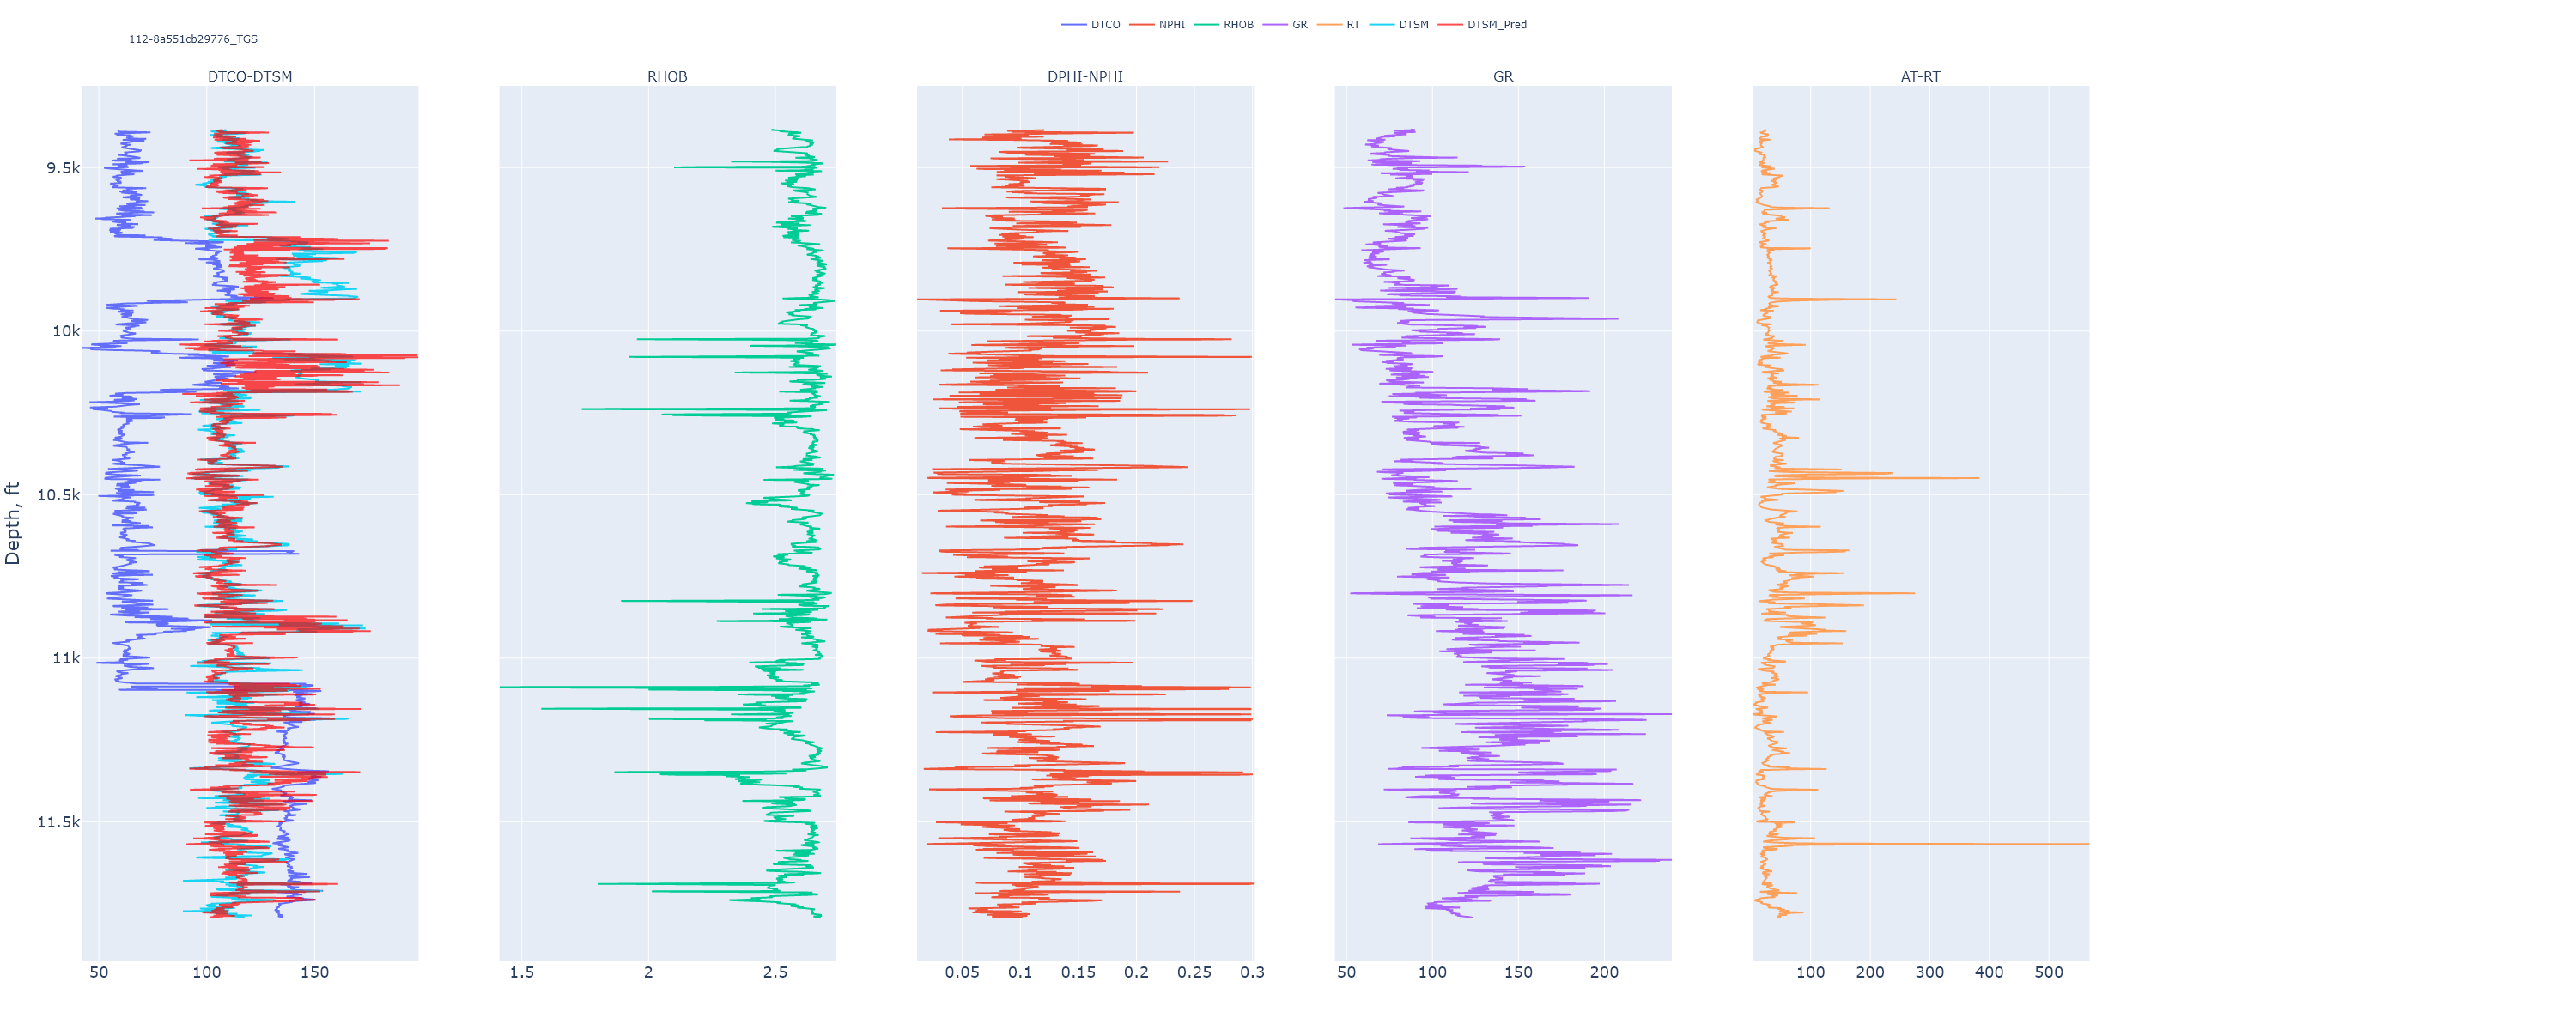 DTCO NPHI RHOB GR RT DTSM DTSM_Pred
112-8a551cb29776_TGS
DTCO-DTSM RHOB DPHI-NPHI GR AT-RT
Depth, ft
9.5k
10k
10.5k
11k
11.5k
50 100 150 1.5 2 2.5 0.05 0.1 0.15 0.2 0.25 0.3 50 100 150 200 100 200 300 400 500